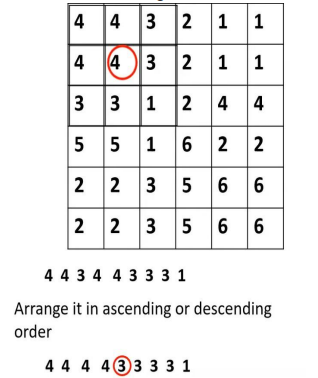 4 4 3 2 1 1
4 4 3 2 1 1
3 3 1 2 4 4
5 5 1 6 2 2
2 2 3 5 6 6
2 2 3 5 6 6
4 4 3 4 4 3 3 3 1
Arrange it in ascending or descending
order
4 4 4 4 3 3 3 3 1